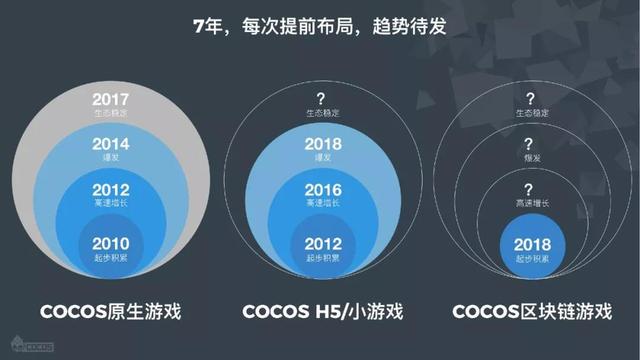 7年，每次提前布局，趋势待发
2017
生态稳定
2014
爆发
2012
高速增长
2010
起步积累
COCOS原生游戏
?
生态稳定
2018
爆发
2016
高速增长
2012
起步积累
COCOS H5/小游戏
?
生态稳定
?
爆发
?
高速增长
2018
起步积累
COCOS区块链游戏
COCOS